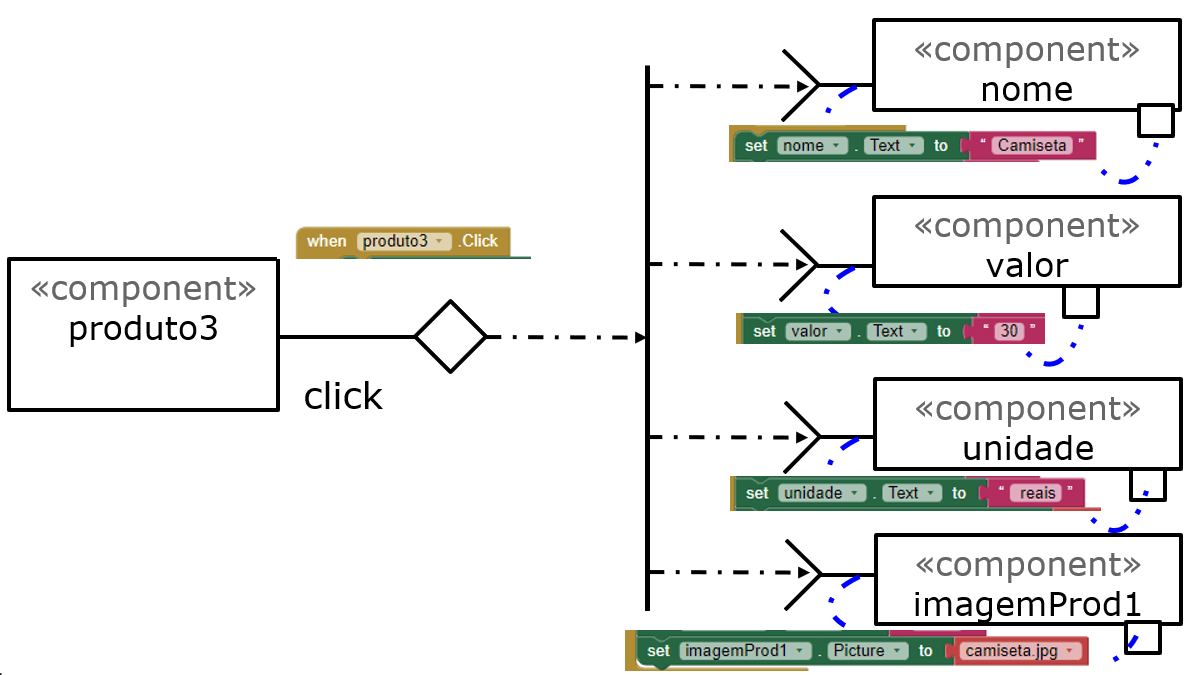 «component»
nome
set nome . Text to " Camiseta "
«component»
valor
when produto3 .Click
«component»
produto3
set valor . Text to " 30 "
click
«component»
unidade
set unidade . Text to " reais "
«component»
imagemProd1
set imagemProd1 . Picture to camiseta.jpg